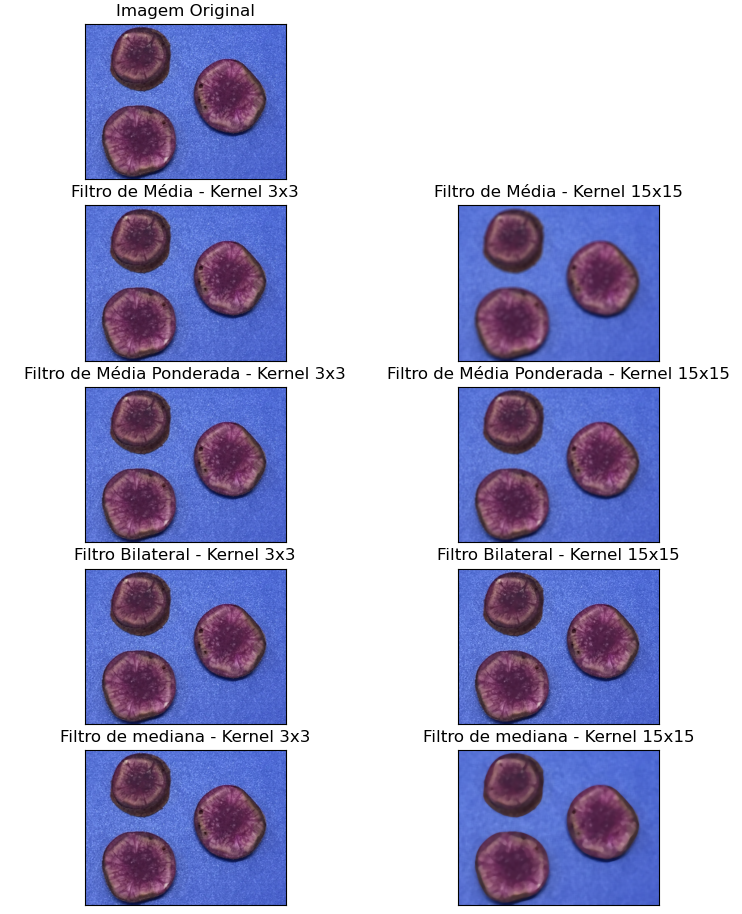 Imagem Original
Filtro de Média - Kernel 3x3
Filtro de Média - Kernel 15x15
Filtro de Média Ponderada - Kernel 3x3
Filtro de Média Ponderada - Kernel 15x15
Filtro Bilateral - Kernel 3x3
Filtro Bilateral - Kernel 15x15
Filtro de mediana - Kernel 3x3
Filtro de mediana - Kernel 15x15